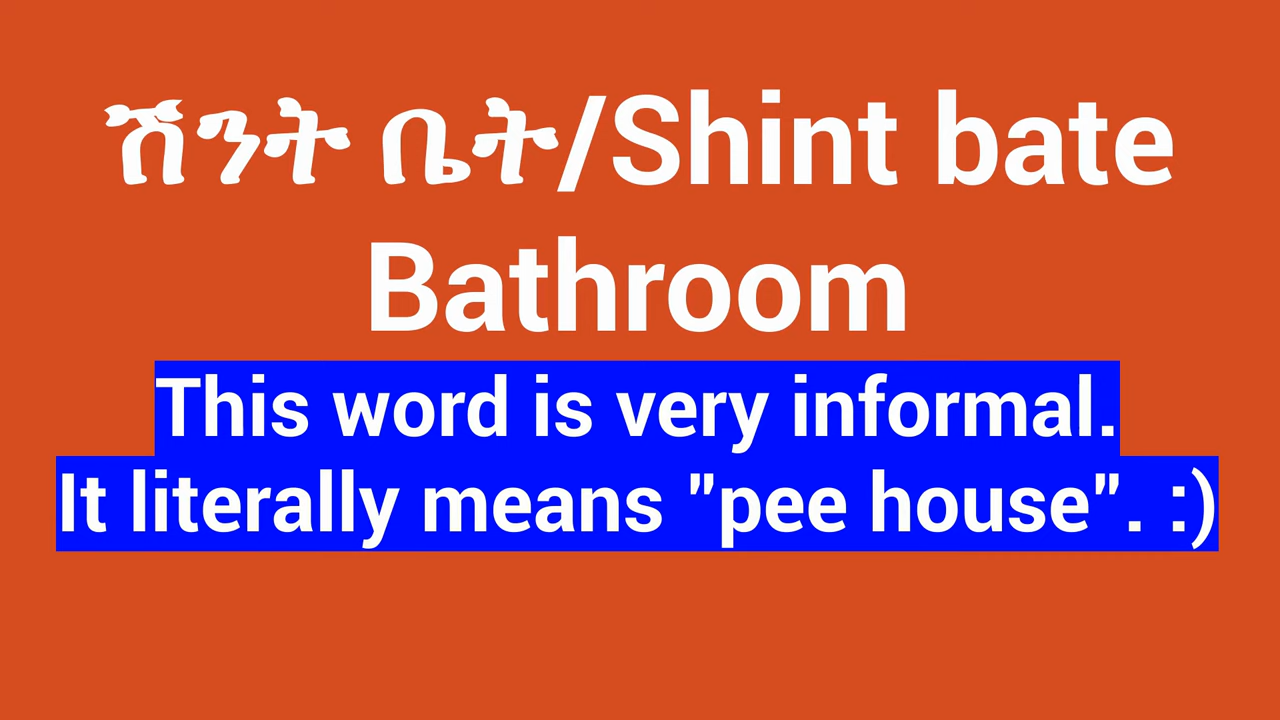 ሽንት ቤት/Shint bate
Bathroom
This word is very informal.
It literally means "pee house". :)